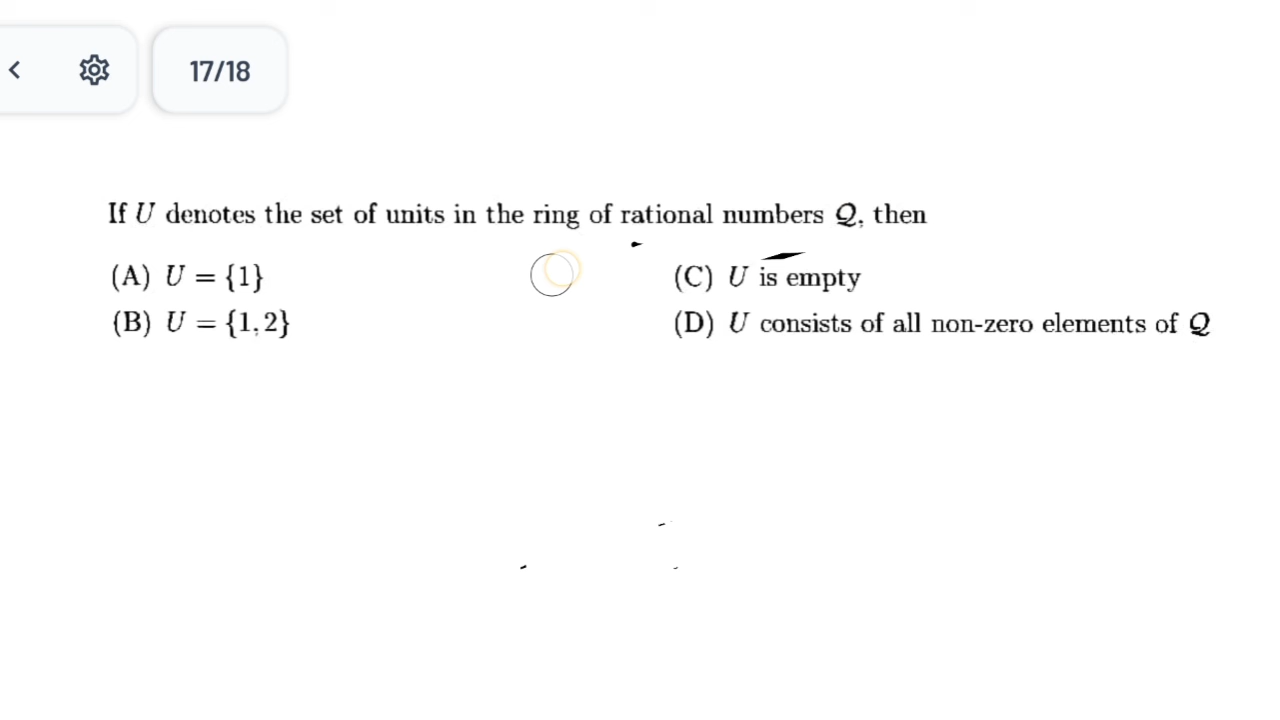 17/18
If U denotes the set of units in the ring of rational numbers Q, then
(A) U = {1}
(C) U is empty
(B) U = {1, 2}
(D) U consists of all non-zero elements of Q